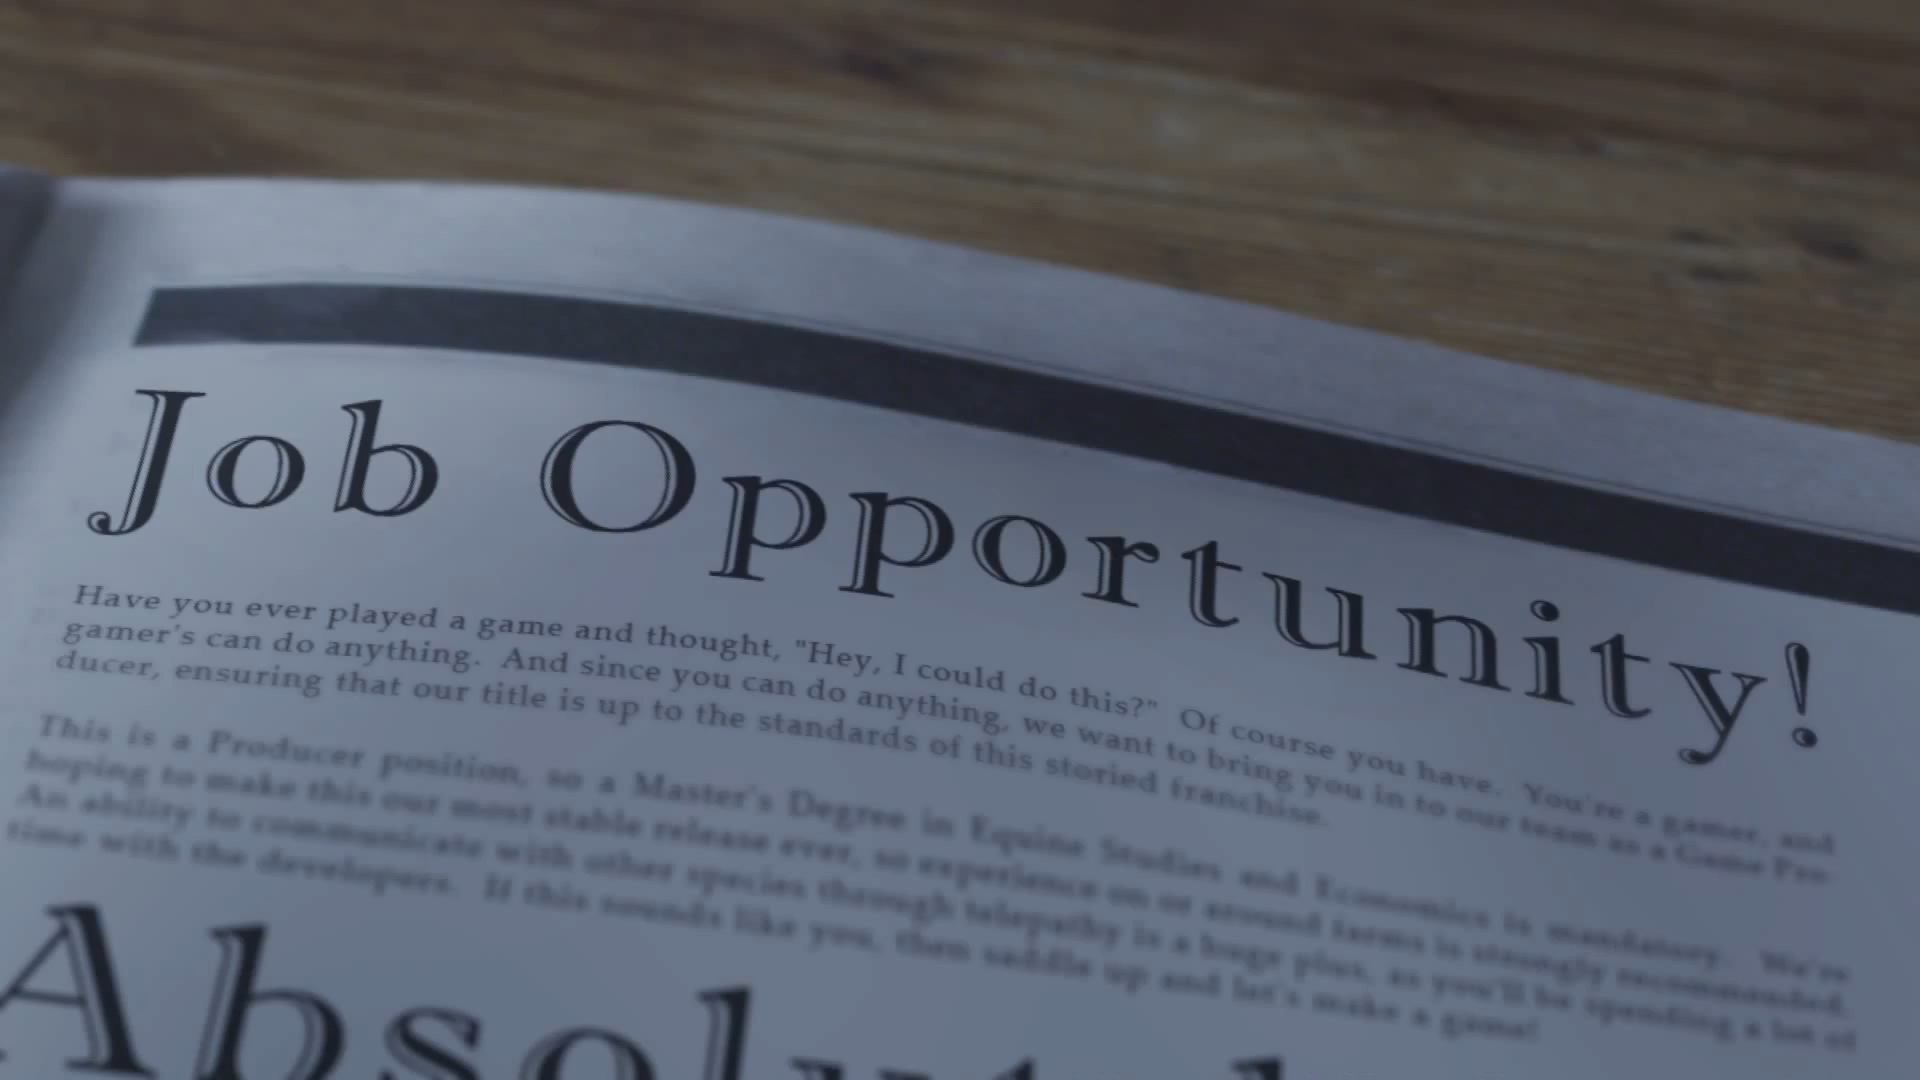 Job Opportunity!
Have you ever played a game and thought, "Hey, I could do this?"  Of course you have.  You're a gamer, and
gamer's can do anything.  And since you can do anything, we want to bring you in to our team as a Game Pro-
ducer, ensuring that our title is up to the standards of this storied franchise.
This is a Producer position, so a Master's Degree in Equine Studies and Economics is mandatory.  We're
hoping to make this our most stable release ever, so experience on or around farms is strongly recommended.
An ability to communicate with other species through telepathy is a huge plus, as you'll be spending a lot of
time with the developers.  If this sounds like you, then saddle up and let's make a game!